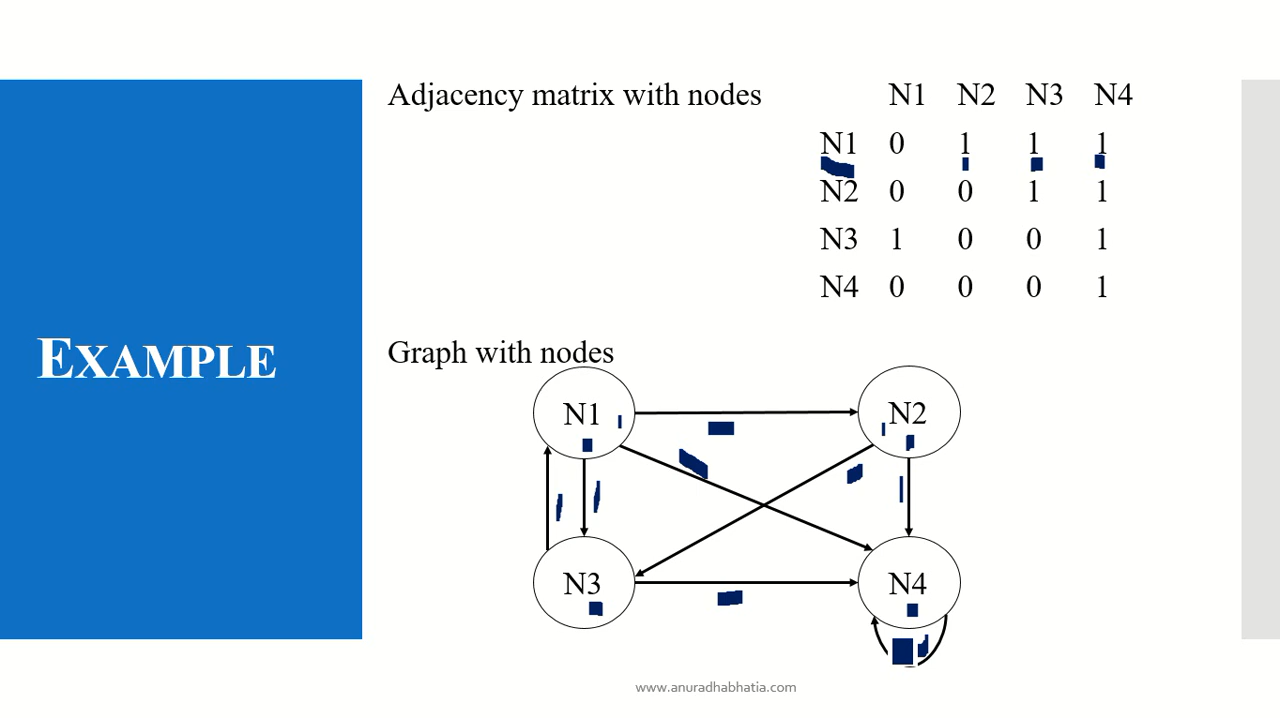 Adjacency matrix with nodes
N1 N2 N3 N4
N1 0 1 1 1
N2 0 0 1 1
N3 1 0 0 1
N4 0 0 0 1
EXAMPLE
Graph with nodes
N1 N2
N3 N4
www.anuradhabhatia.com